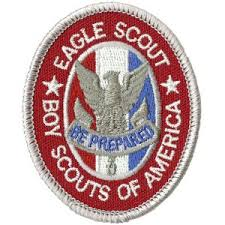 EAGLE SCOUT
BE PREPARED
BOY SCOUTS OF AMERICA